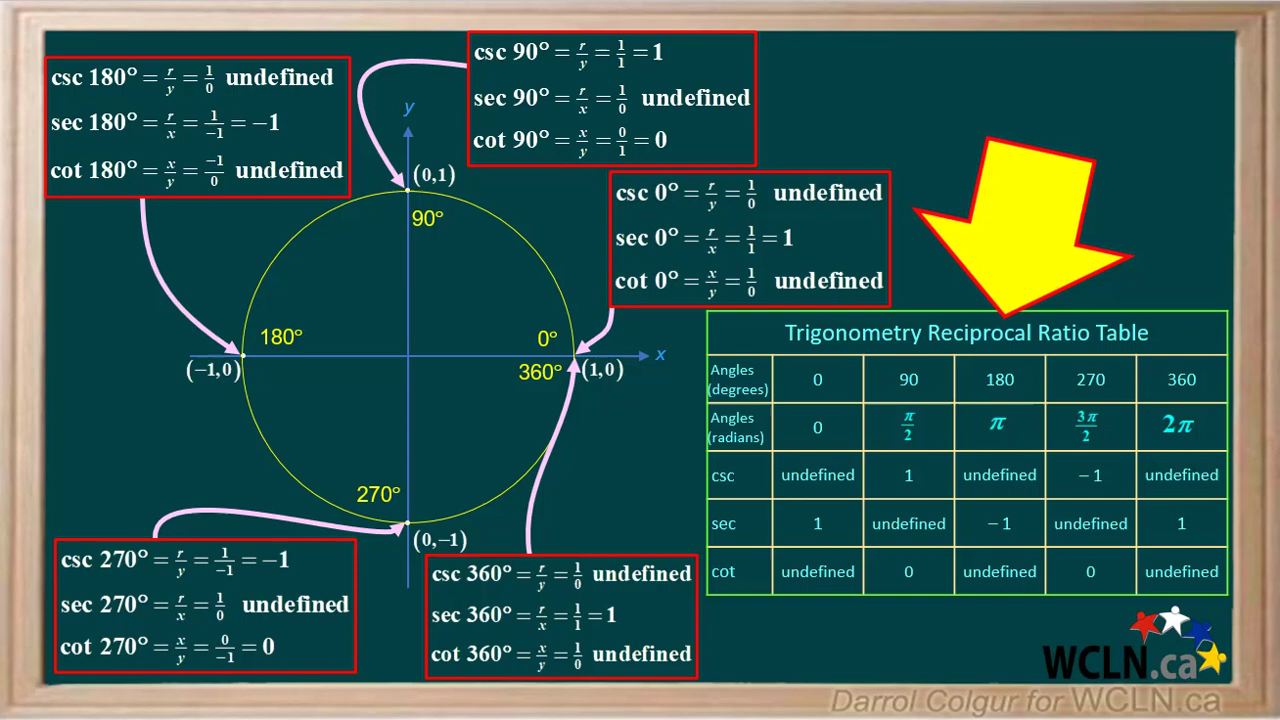 csc 90° = r/y = 1/1 = 1
sec 90° = r/x = 1/0 undefined
cot 90° = x/y = 0/1 = 0
csc 180° = r/y = 1/0 undefined
sec 180° = r/x = 1/-1 = -1
cot 180° = x/y = -1/0 undefined
csc 0° = r/y = 1/0 undefined
sec 0° = r/x = 1/1 = 1
cot 0° = x/y = 1/0 undefined
y
(0,1)
90°
180°
0°
x
(-1,0)
360°
(1,0)
270°
(0,-1)
csc 270° = r/y = 1/-1 = -1
sec 270° = r/x = 1/0 undefined
cot 270° = x/y = 0/-1 = 0
csc 360° = r/y = 1/0 undefined
sec 360° = r/x = 1/1 = 1
cot 360° = x/y = 1/0 undefined
Trigonometry Reciprocal Ratio Table
Angles (degrees) 0 90 180 270 360
Angles (radians) 0 π/2 π 3π/2 2π
csc undefined 1 undefined -1 undefined
sec 1 undefined -1 undefined 1
cot undefined 0 undefined 0 undefined
WCLN.ca
Darrol Colgur for WCLN.ca